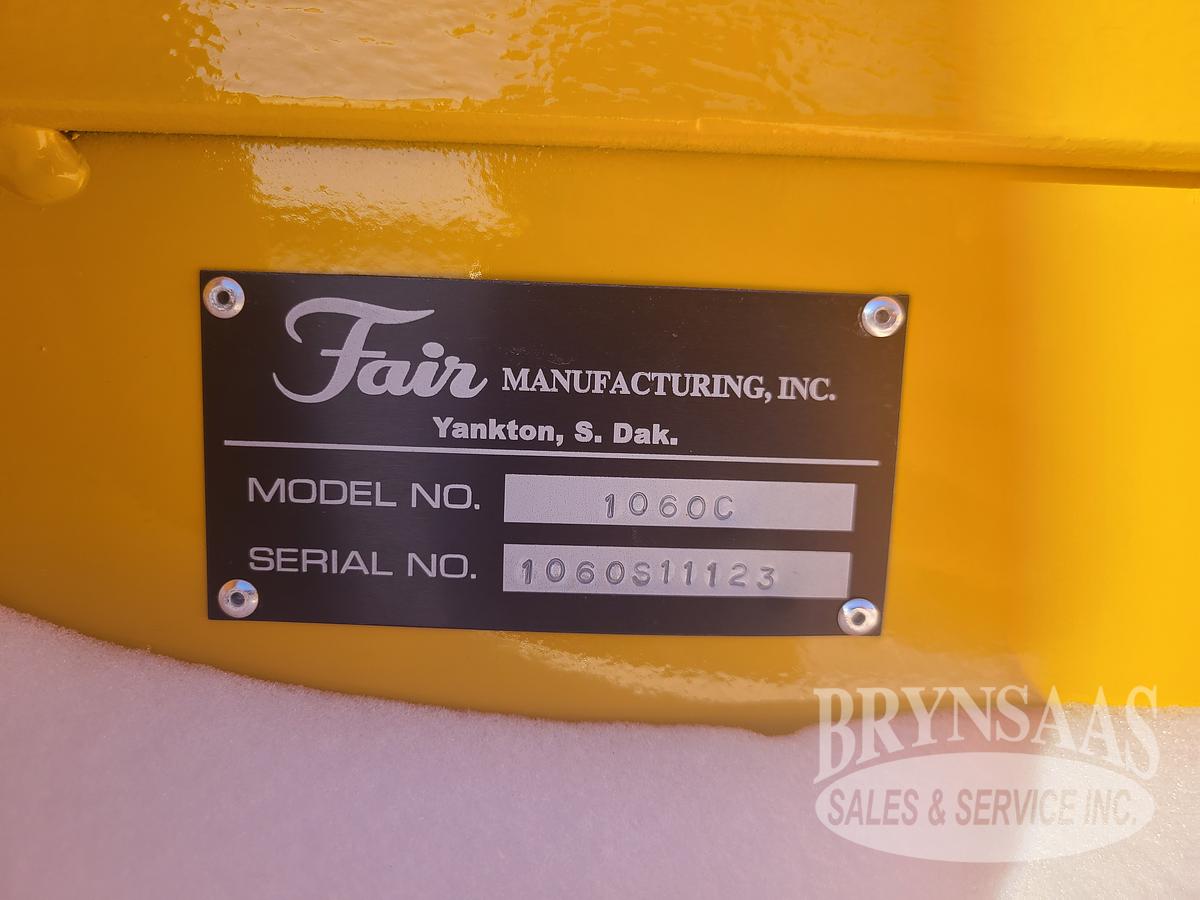 Fair MANUFACTURING, INC.
Yankton, S. Dak.
MODEL NO. 1060C
SERIAL NO. 1060S11123
BRYNSAAS
SALES & SERVICE INC.